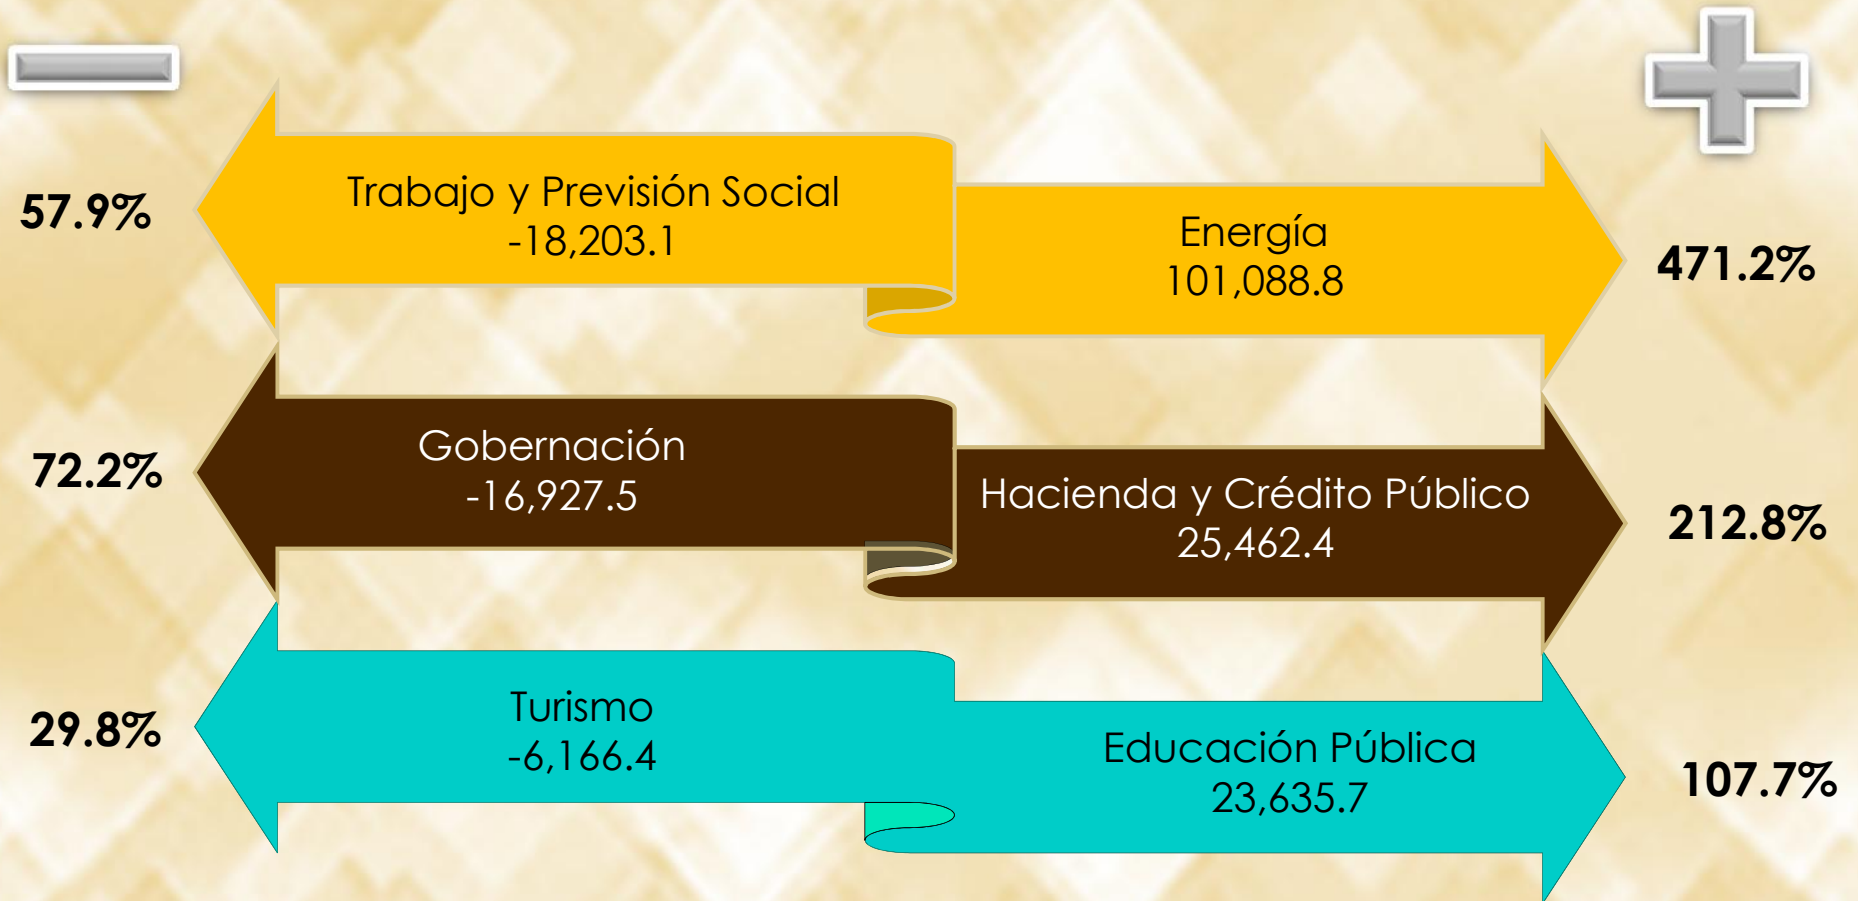 57.9%
Trabajo y Previsión Social
-18,203.1
Energía
101,088.8
471.2%
72.2%
Gobernación
-16,927.5
Hacienda y Crédito Público
25,462.4
212.8%
29.8%
Turismo
-6,166.4
Educación Pública
23,635.7
107.7%